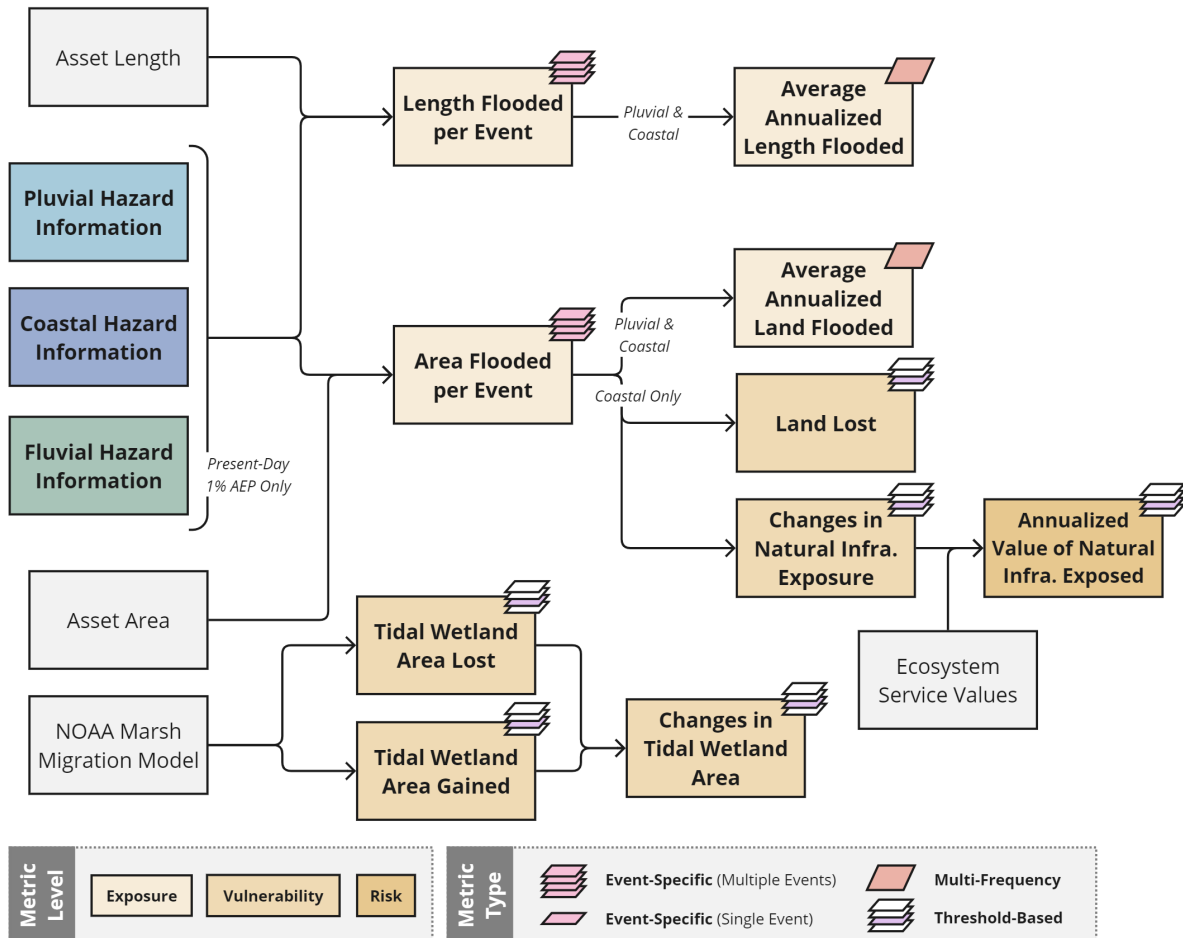 Asset Length
Length Flooded
per Event
Pluvial &
Coastal
Average
Annualized
Length Flooded
Pluvial Hazard
Information
Coastal Hazard
Information
Fluvial Hazard
Information
Present-Day
1% AEP Only
Area Flooded
per Event
Pluvial &
Coastal
Coastal Only
Average
Annualized
Land Flooded
Land Lost
Changes in
Natural Infra.
Exposure
Annualized
Value of Natural
Infra. Exposed
Ecosystem
Service Values
Asset Area
NOAA Marsh
Migration Model
Tidal Wetland
Area Lost
Tidal Wetland
Area Gained
Changes in
Tidal Wetland
Area
Metric
Level
Exposure
Vulnerability
Risk
Metric
Type
Event-Specific (Multiple Events)
Event-Specific (Single Event)
Multi-Frequency
Threshold-Based